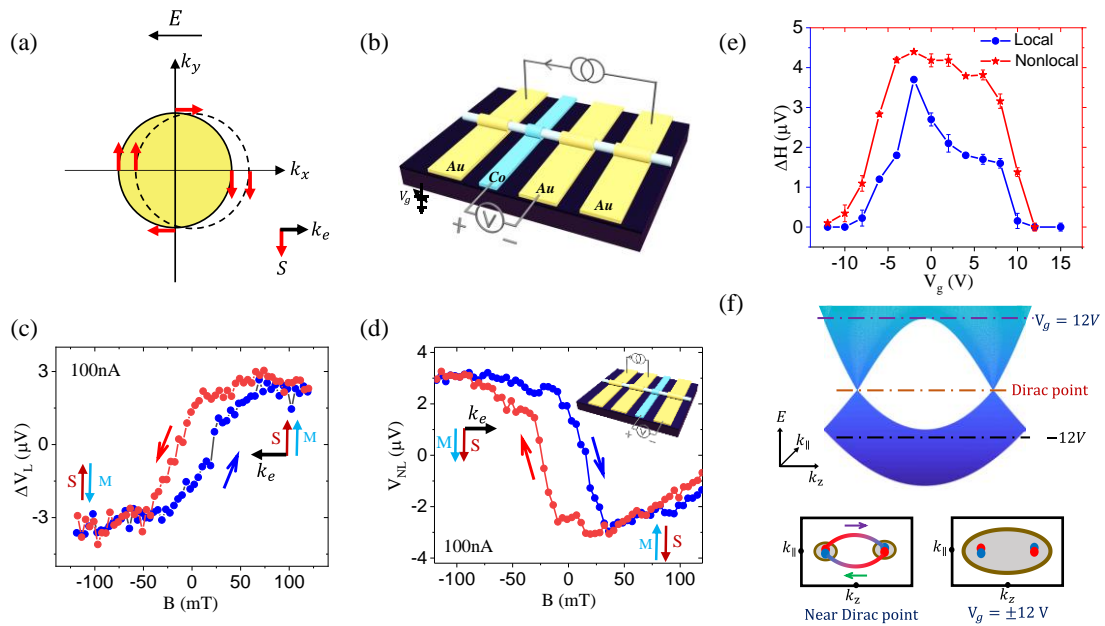 (a)
E
k_y
k_x
k_e
S
(b)
Au
Co
Au
Au
V_g
+
V
−
(c)
100nA
ΔV_L (µV)
3
0
-3
S
M
S
M
k_e
-100
-50
0
50
100
B (mT)
(d)
V_NL (µV)
4
2
0
-2
-4
M
S
k_e
M
S
100nA
-100
-50
0
50
100
B (mT)
(e)
Local
Nonlocal
ΔH (µV)
5
4
3
2
1
0
-10
-5
0
5
10
15
V_g (V)
(f)
V_g = 12V
Dirac point
−12V
E
k_∥
k_z
k_∥
k_z
Near Dirac point
k_∥
k_z
V_g = ±12 V